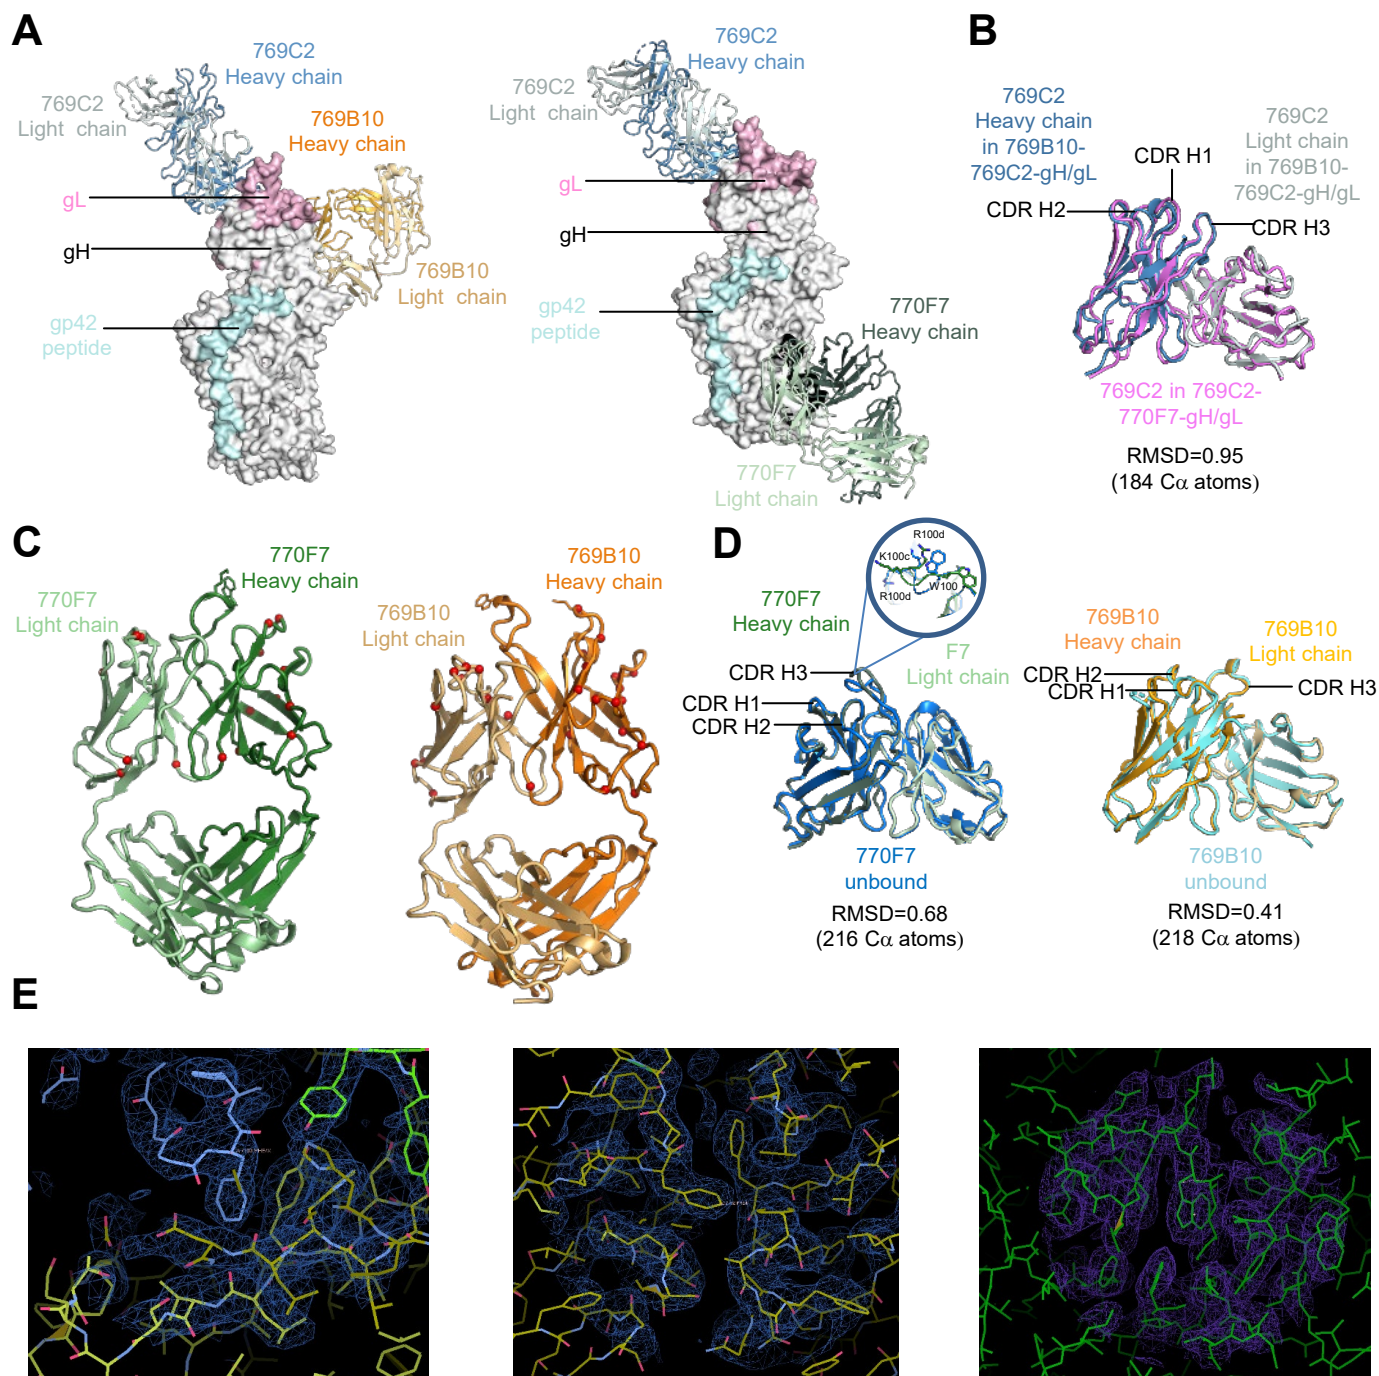 A
769C2
Heavy chain
769C2
Light chain
769B10
Heavy chain
gL
gH
769B10
Light chain
gp42
peptide
769C2
Heavy chain
769C2
Light chain
gL
gH
gp42
peptide
770F7
Heavy chain
770F7
Light chain
B
769C2
Heavy chain
in 769B10-
769C2-gH/gL
769C2
Light chain
in 769B10-
769C2-gH/gL
CDR H1
CDR H2
CDR H3
769C2 in 769C2-
770F7-gH/gL
RMSD=0.95
(184 Cα atoms)
C
770F7
Heavy chain
770F7
Light chain
769B10
Heavy chain
769B10
Light chain
D
R100d
K100c
W100
R100d
770F7
Heavy chain
F7
Light chain
CDR H3
CDR H1
CDR H2
770F7
unbound
RMSD=0.68
(216 Cα atoms)
769B10
Heavy chain
769B10
Light chain
CDR H2
CDR H1
CDR H3
769B10
unbound
RMSD=0.41
(218 Cα atoms)
E